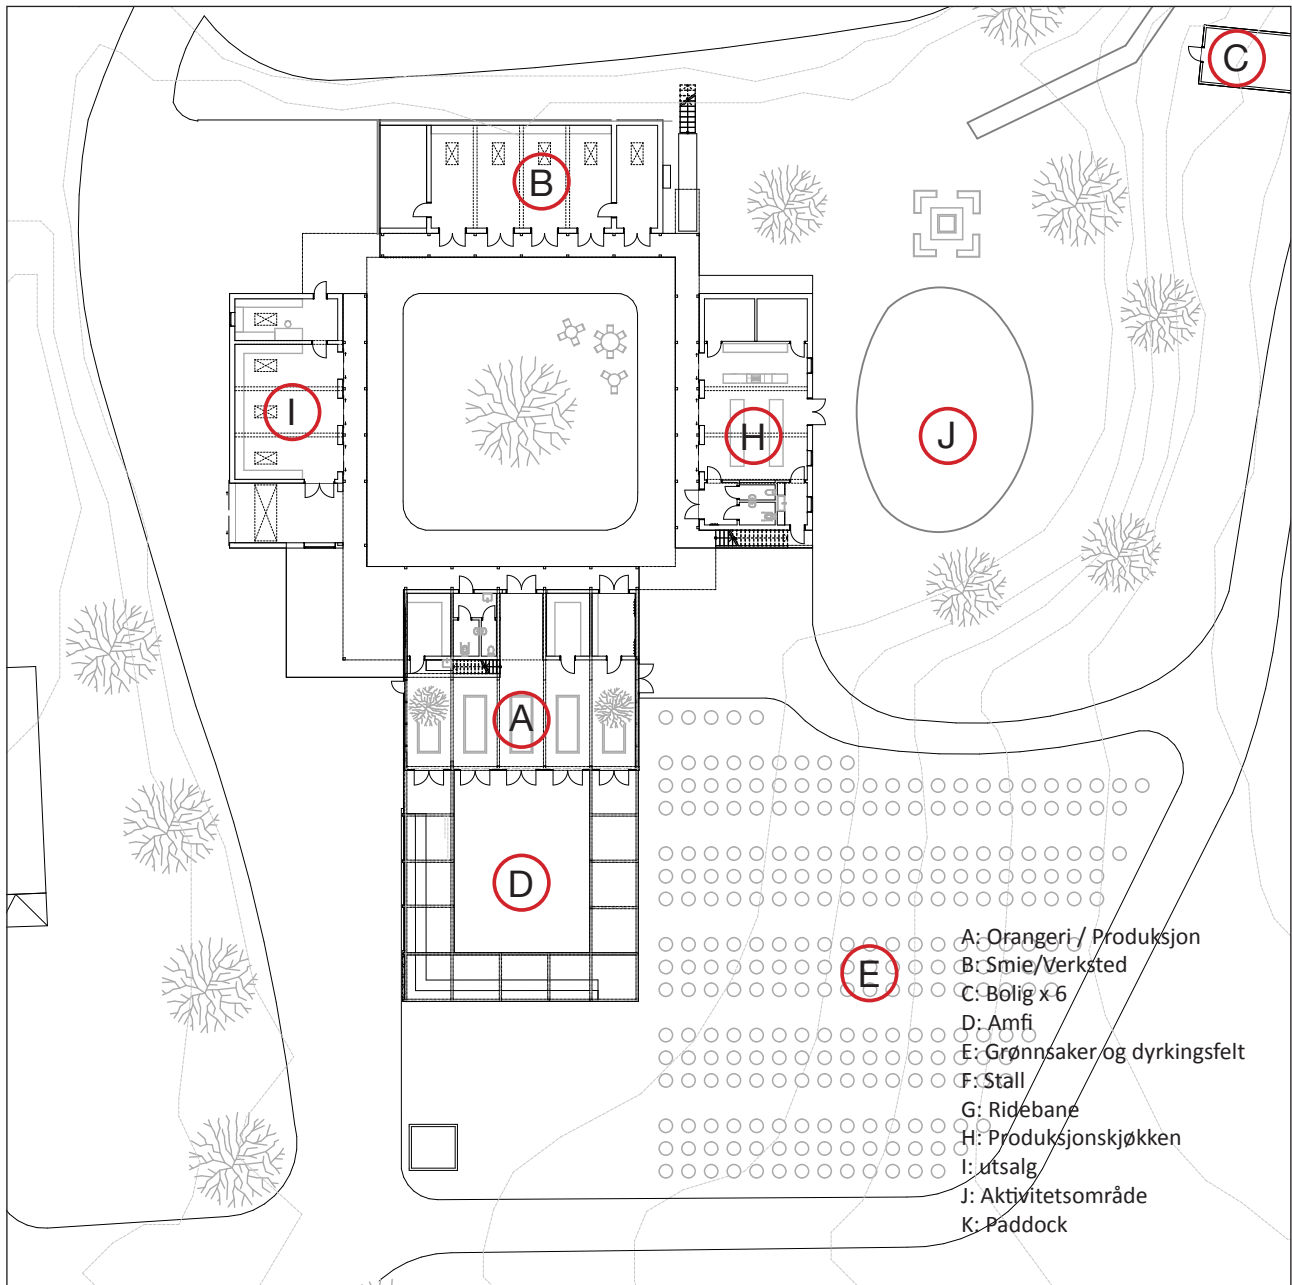 C
B
I
H
J
A
D
E
A: Orangeri / Produksjon
B: Smie/Verksted
C: Bolig x 6
D: Amfi
E: Grønnsaker og dyrkingsfelt
F: Stall
G: Ridebane
H: Produksjonskjøkken
I: utsalg
J: Aktivitetsområde
K: Paddock